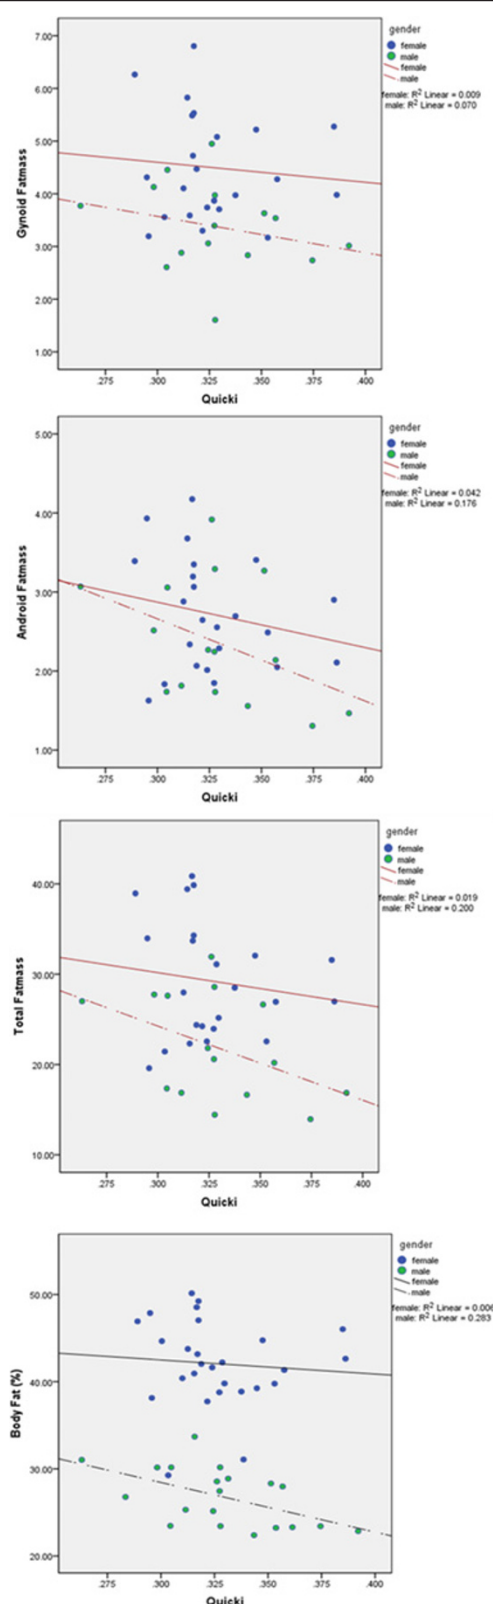 gender
female
male
female
male
female: R2 Linear = 0.009
male: R2 Linear = 0.070
7.00
6.00
5.00
4.00
3.00
2.00
1.00
Gynoid Fatmass
.275 .300 .325 .350 .375 .400
Quicki
gender
female
male
female
male
female: R2 Linear = 0.042
male: R2 Linear = 0.176
5.00
4.00
3.00
2.00
1.00
Android Fatmass
.275 .300 .325 .350 .375 .400
Quicki
gender
female
male
female
male
female: R2 Linear = 0.019
male: R2 Linear = 0.200
40.00
30.00
20.00
10.00
Total Fatmass
.275 .300 .325 .350 .375 .400
Quicki
gender
female
male
female
male
female: R2 Linear = 0.006
male: R2 Linear = 0.283
50.00
40.00
30.00
20.00
Body Fat (%)
.275 .300 .325 .350 .375 .400
Quicki